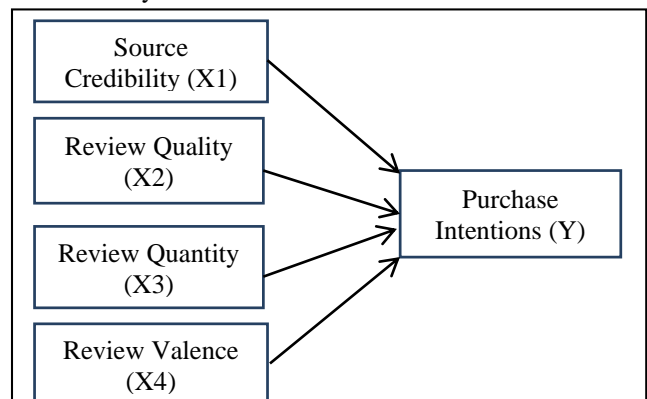 Source
Credibility (X1)
Review Quality
(X2)
Review Quantity
(X3)
Review Valence
(X4)
Purchase
Intentions (Y)